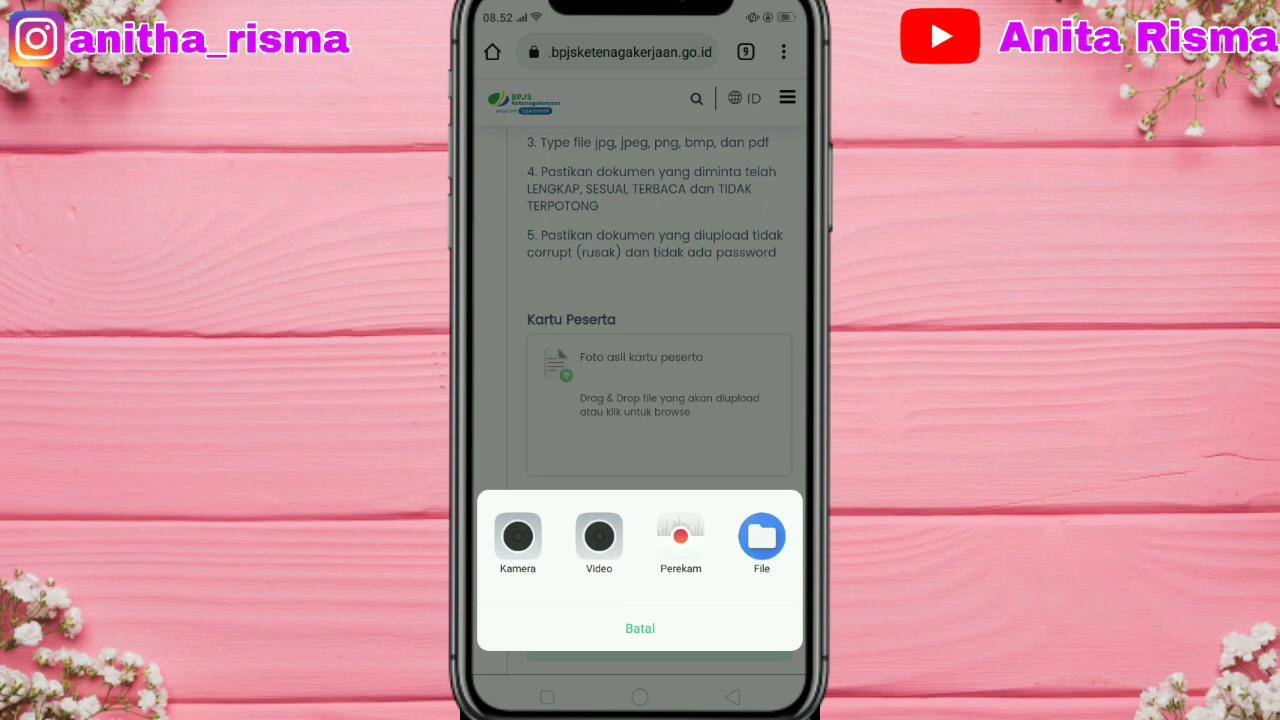 anitha_risma
Anita Risma
08.52
56
.bpjsketenagakerjaan.go.id
9
BPJS
Ketenagakerjaan
ID
3. Type file jpg, jpeg, png, bmp, dan pdf
4. Pastikan dokumen yang diminta telah
LENGKAP, SESUAI, TERBACA dan TIDAK
TERPOTONG
5. Pastikan dokumen yang diupload tidak
corrupt (rusak) dan tidak ada password
Kartu Peserta
Foto asli kartu peserta
Drag & Drop file yang akan diupload
atau klik untuk browse
Kamera
Video
Perekam
File
Batal